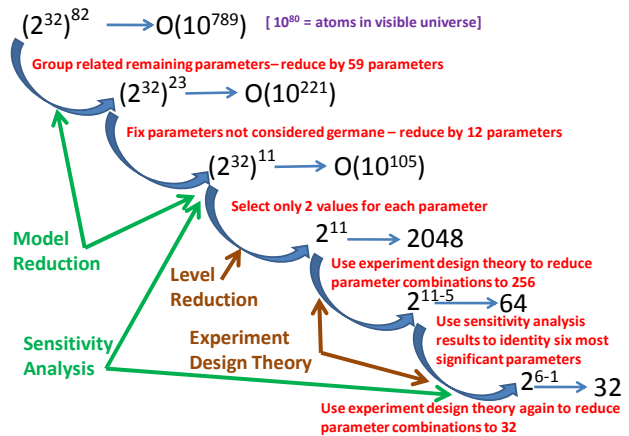 (2³²)⁸² O(10⁷⁸⁹) [ 10⁸⁰ = atoms in visible universe]
Group related remaining parameters– reduce by 59 parameters
(2³²)²³ O(10²²¹)
Fix parameters not considered germane – reduce by 12 parameters
(2³²)¹¹ O(10¹⁰⁵)
Select only 2 values for each parameter
2¹¹ 2048
Model
Reduction
Level
Reduction
Use experiment design theory to reduce
parameter combinations to 256
2¹¹⁻⁵ 64
Use sensitivity analysis
results to identity six most
significant parameters
Experiment
Design Theory
Sensitivity
Analysis
2⁶⁻¹ 32
Use experiment design theory again to reduce
parameter combinations to 32